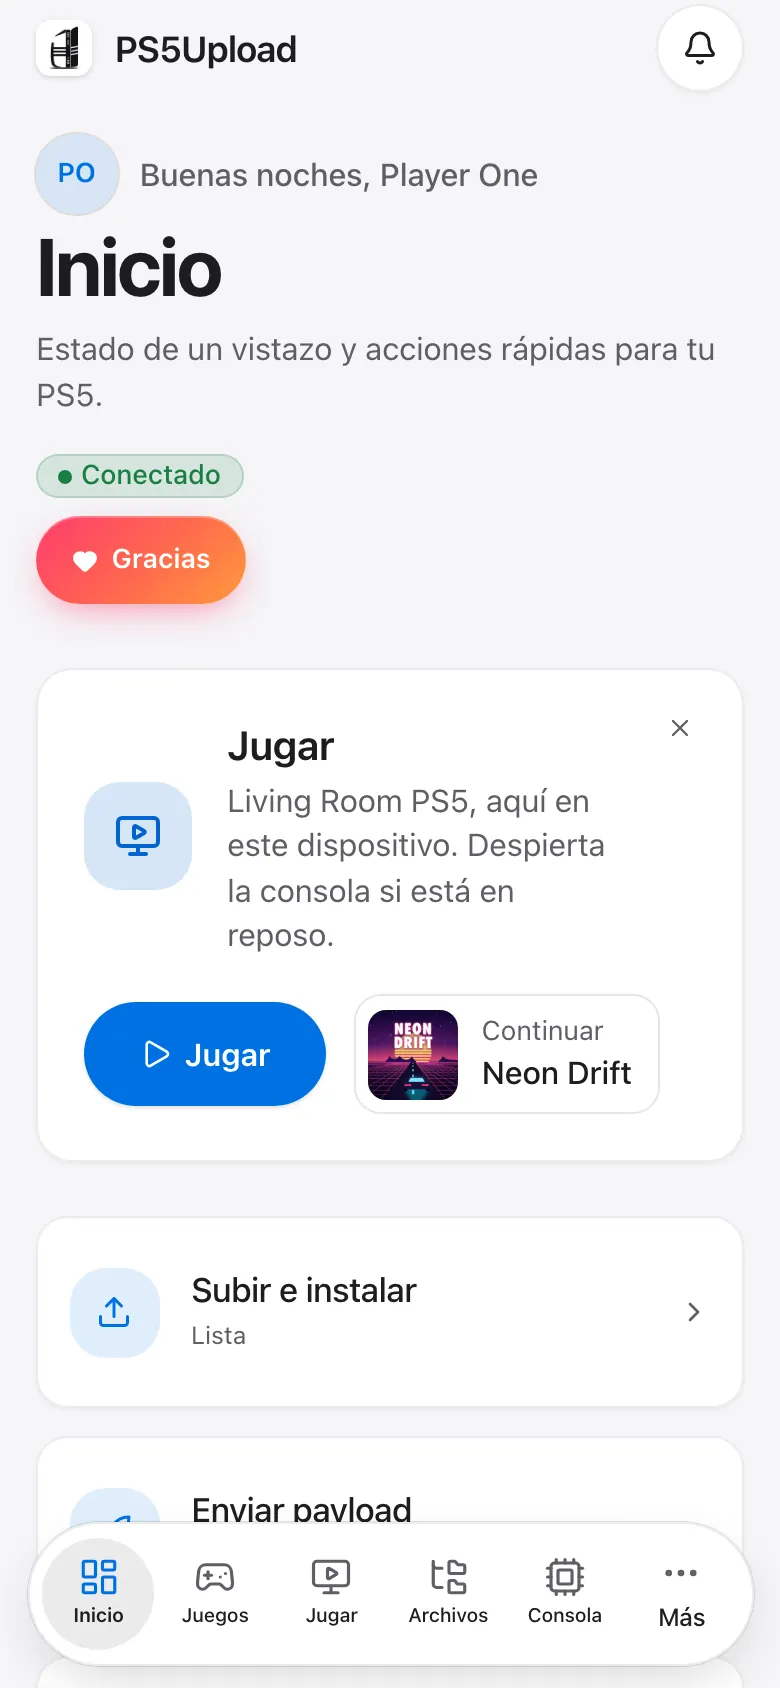 PS5Upload
PO
Buenas noches, Player One
Inicio
Estado de un vistazo y acciones rápidas para tu
PS5.
Conectado
Gracias
Jugar
Living Room PS5, aquí en
este dispositivo. Despierta
la consola si está en
reposo.
Jugar
NEON
DRIFT
Continuar
Neon Drift
Subir e instalar
Lista
Enviar payload
Inicio
Juegos
Jugar
Archivos
Consola
Más